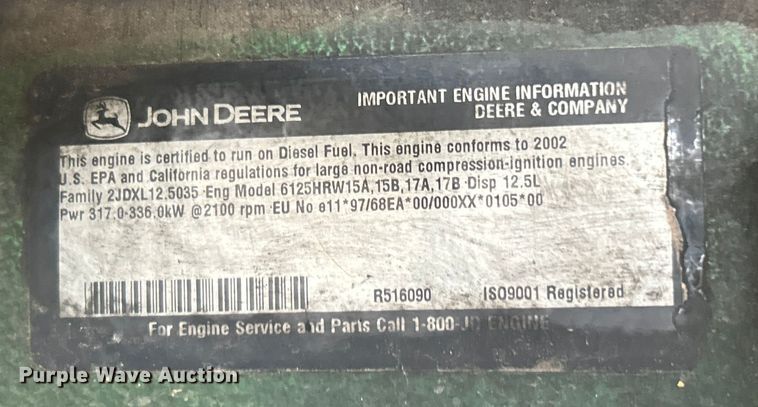 JOHN DEERE
IMPORTANT ENGINE INFORMATION
DEERE & COMPANY
This engine is certified to run on Diesel Fuel. This engine conforms to 2002
U.S. EPA and California regulations for large non-road compression-ignition engines.
Family 2JDXL12.5035 Eng Model 6125HRW15A,15B,17A,17B Disp 12.5L
Pwr 317.0-336.0kW @2100 rpm EU No e11*97/68EA*00/000XX*0105*00
R516090 ISO9001 Registered
For Engine Service and Parts Call 1-800-JD ENGINE
Purple Wave Auction